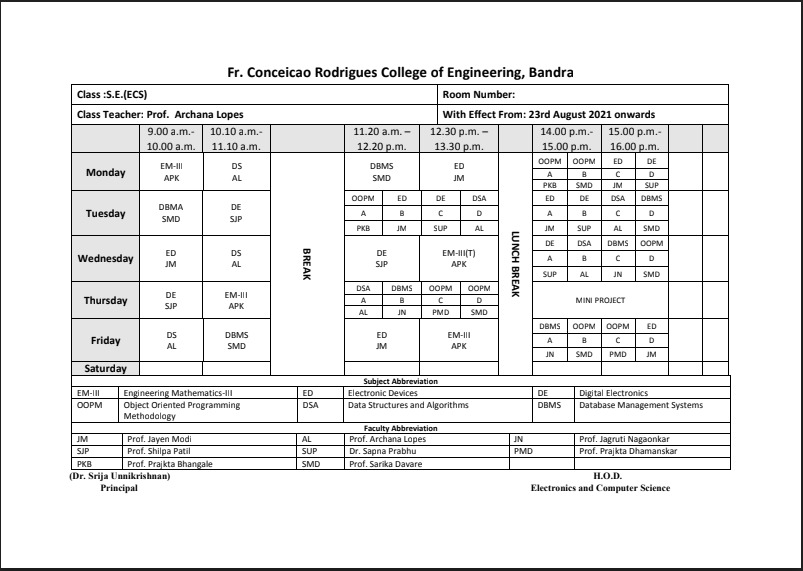 Fr. Conceicao Rodrigues College of Engineering, Bandra
Class :S.E.(ECS) Room Number:
Class Teacher: Prof. Archana Lopes With Effect From: 23rd August 2021 onwards
9.00 a.m.- 10.10 a.m.- 11.20 a.m. – 12.30 p.m. – 14.00 p.m.- 15.00 p.m.-
10.00 a.m. 11.10 a.m. 12.20 p.m. 13.30 p.m. 15.00 p.m. 16.00 p.m.
BREAK
LUNCH BREAK
Monday
EM-III DS DBMS ED OOPM OOPM ED DE
APK AL SMD JM A B C D
PKB SMD JM SUP
Tuesday
DBMA DE OOPM ED DE DSA ED DE DSA DBMS
SMD SJP A B C D A B C D
PKB JM SUP AL JM SUP AL SMD
Wednesday
ED DS DE EM-III(T) DE DSA DBMS OOPM
JM AL SJP APK A B C D
SUP AL JN SMD
Thursday
DE EM-III DSA DBMS OOPM OOPM MINI PROJECT
SJP APK A B C D
AL JN PMD SMD
Friday
DS DBMS ED EM-III DBMS OOPM OOPM ED
AL SMD JM APK A B C D
JN SMD PMD JM
Saturday
Subject Abbreviation
EM-III Engineering Mathematics-III ED Electronic Devices DE Digital Electronics
OOPM Object Oriented Programming DSA Data Structures and Algorithms DBMS Database Management Systems
Methodology
Faculty Abbreviation
JM Prof. Jayen Modi AL Prof. Archana Lopes JN Prof. Jagruti Nagaonkar
SJP Prof. Shilpa Patil SUP Dr. Sapna Prabhu PMD Prof. Prajkta Dhamanskar
PKB Prof. Prajkta Bhangale SMD Prof. Sarika Davare
(Dr. Srija Unnikrishnan) H.O.D.
Principal Electronics and Computer Science